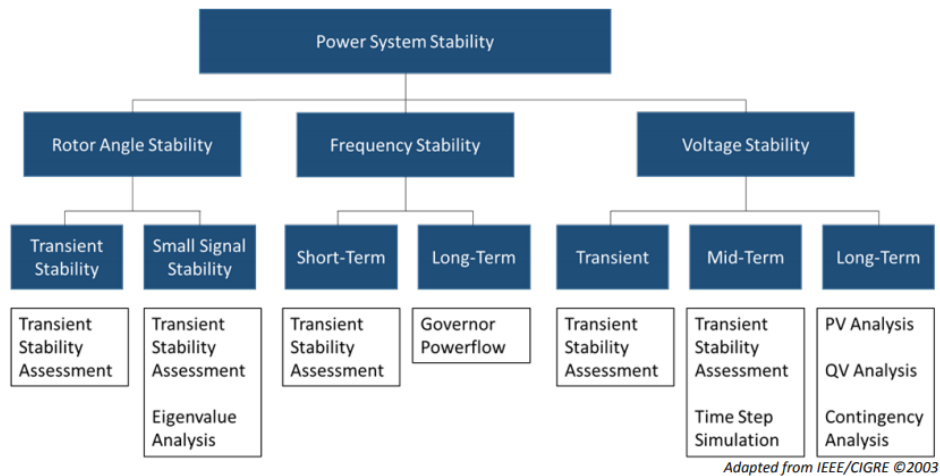 Power System Stability
Rotor Angle Stability
Frequency Stability
Voltage Stability
Transient
Stability
Small Signal
Stability
Short-Term
Long-Term
Transient
Mid-Term
Long-Term
Transient
Stability
Assessment
Transient
Stability
Assessment
Eigenvalue
Analysis
Transient
Stability
Assessment
Governor
Powerflow
Transient
Stability
Assessment
Transient
Stability
Assessment
Time Step
Simulation
PV Analysis
QV Analysis
Contingency
Analysis
Adapted from IEEE/CIGRE ©2003